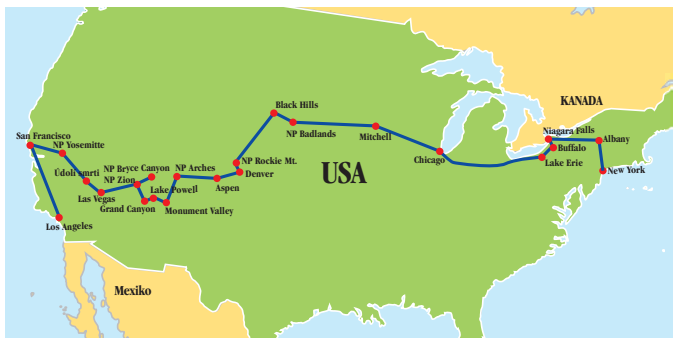 Black Hills
KANADA
NP Badlands
Mitchell
San Francisco
Niagara Falls
Albany
NP Yosemitte
Buffalo
Chicago
NP Rockie Mt.
Lake Erie
NP Bryce Canyon
NP Arches
Denver
USA
Údolí smrti
NP Zion
New York
Lake Powell
Aspen
Las Vegas
Grand Canyon
Monument Valley
Los Angeles
Mexiko